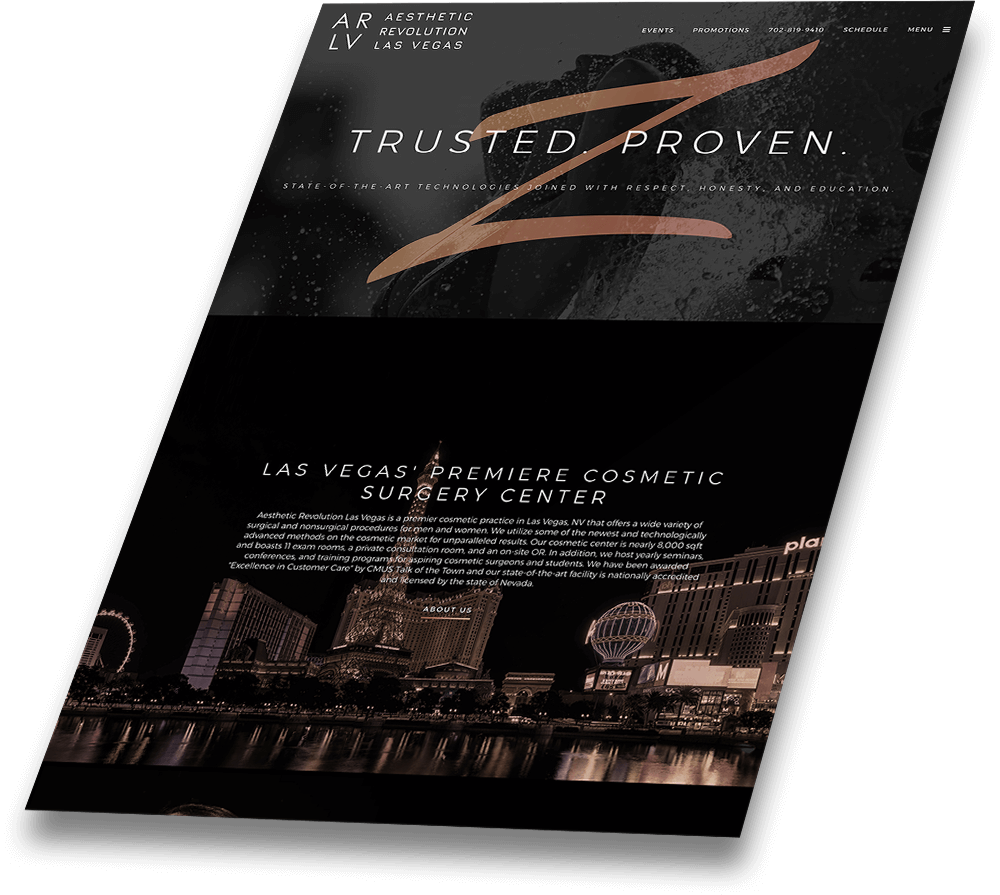 AR AESTHETIC
LV REVOLUTION
LAS VEGAS
EVENTS PROMOTIONS 702-819-9410 SCHEDULE MENU
TRUSTED. PROVEN.
STATE-OF-THE-ART TECHNOLOGIES JOINED WITH RESPECT, HONESTY, AND EDUCATION.
LAS VEGAS' PREMIERE COSMETIC
SURGERY CENTER
Aesthetic Revolution Las Vegas is a premier cosmetic practice in Las Vegas, NV that offers a wide variety of
surgical and nonsurgical procedures for men and women. We utilize some of the newest and technologically
advanced methods on the cosmetic market for unparalleled results. Our cosmetic center is nearly 8,000 sqft
and boasts 11 exam rooms, a private consultation room, and an on-site OR. In addition, we host yearly seminars,
conferences, and training programs for aspiring cosmetic surgeons and students. We have been awarded
"Excellence in Customer Care" by CMUS Talk of the Town and our state-of-the-art facility is nationally accredited
and licensed by the state of Nevada.
ABOUT US